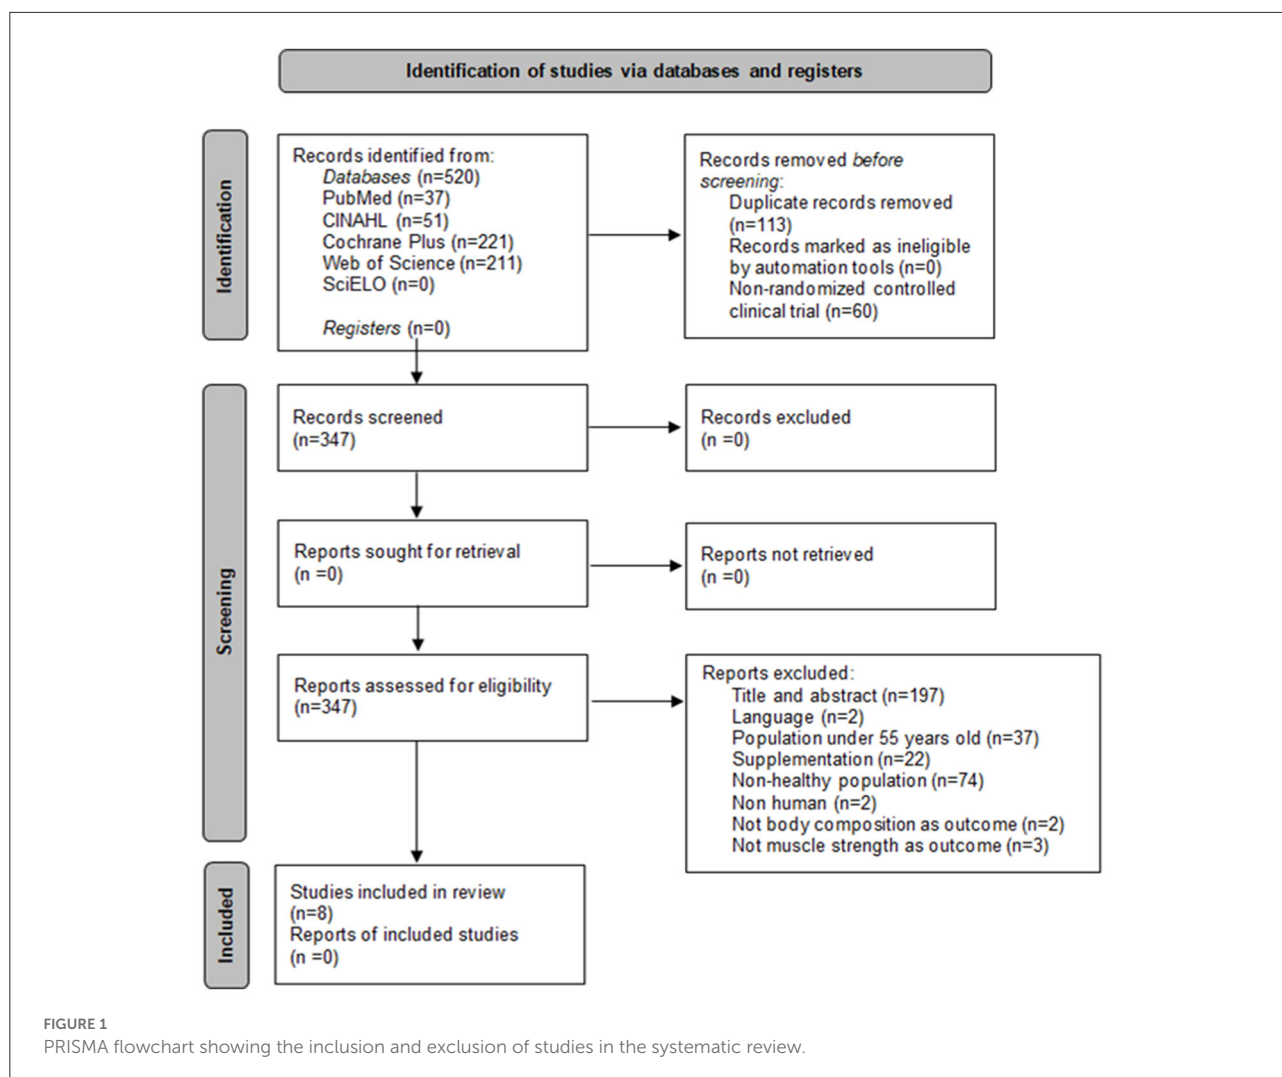 Identification of studies via databases and registers
Identification
Records identified from:
Databases (n=520)
PubMed (n=37)
CINAHL (n=51)
Cochrane Plus (n=221)
Web of Science (n=211)
SciELO (n=0)
Registers (n=0)
Records removed before
screening:
Duplicate records removed
(n=113)
Records marked as ineligible
by automation tools (n=0)
Non-randomized controlled
clinical trial (n=60)
Screening
Records screened
(n=347)
Records excluded
(n =0)
Reports sought for retrieval
(n =0)
Reports not retrieved
(n =0)
Reports assessed for eligibility
(n=347)
Reports excluded:
Title and abstract (n=197)
Language (n=2)
Population under 55 years old (n=37)
Supplementation (n=22)
Non-healthy population (n=74)
Non human (n=2)
Not body composition as outcome (n=2)
Not muscle strength as outcome (n=3)
Included
Studies included in review
(n=8)
Reports of included studies
(n =0)
FIGURE 1
PRISMA flowchart showing the inclusion and exclusion of studies in the systematic review.